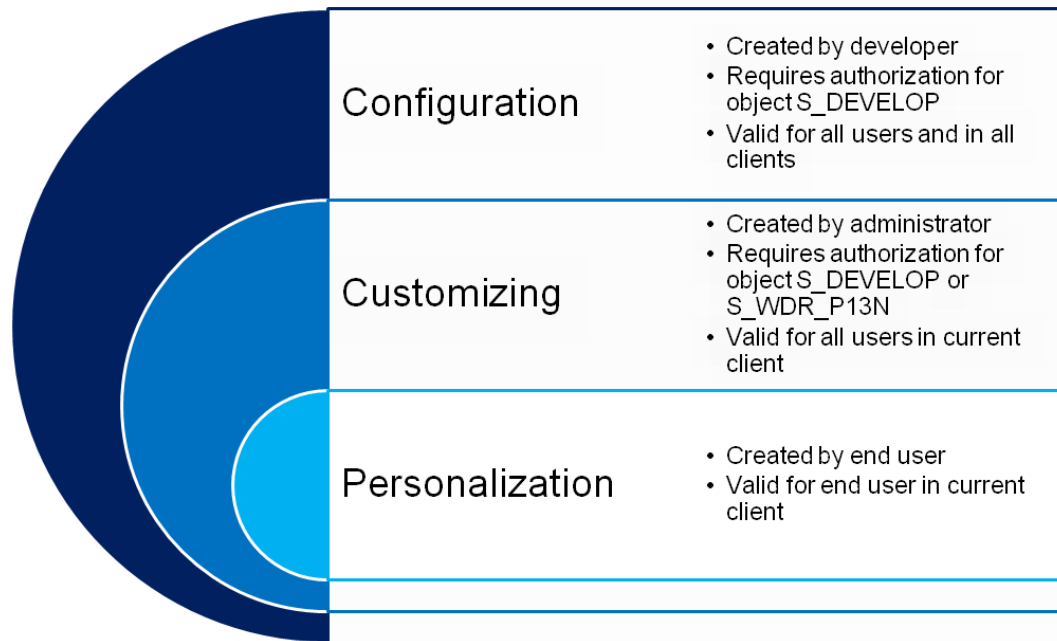 Configuration
• Created by developer
• Requires authorization for
object S_DEVELOP
• Valid for all users and in all
clients
Customizing
• Created by administrator
• Requires authorization for
object S_DEVELOP or
S_WDR_P13N
• Valid for all users in current
client
Personalization
• Created by end user
• Valid for end user in current
client